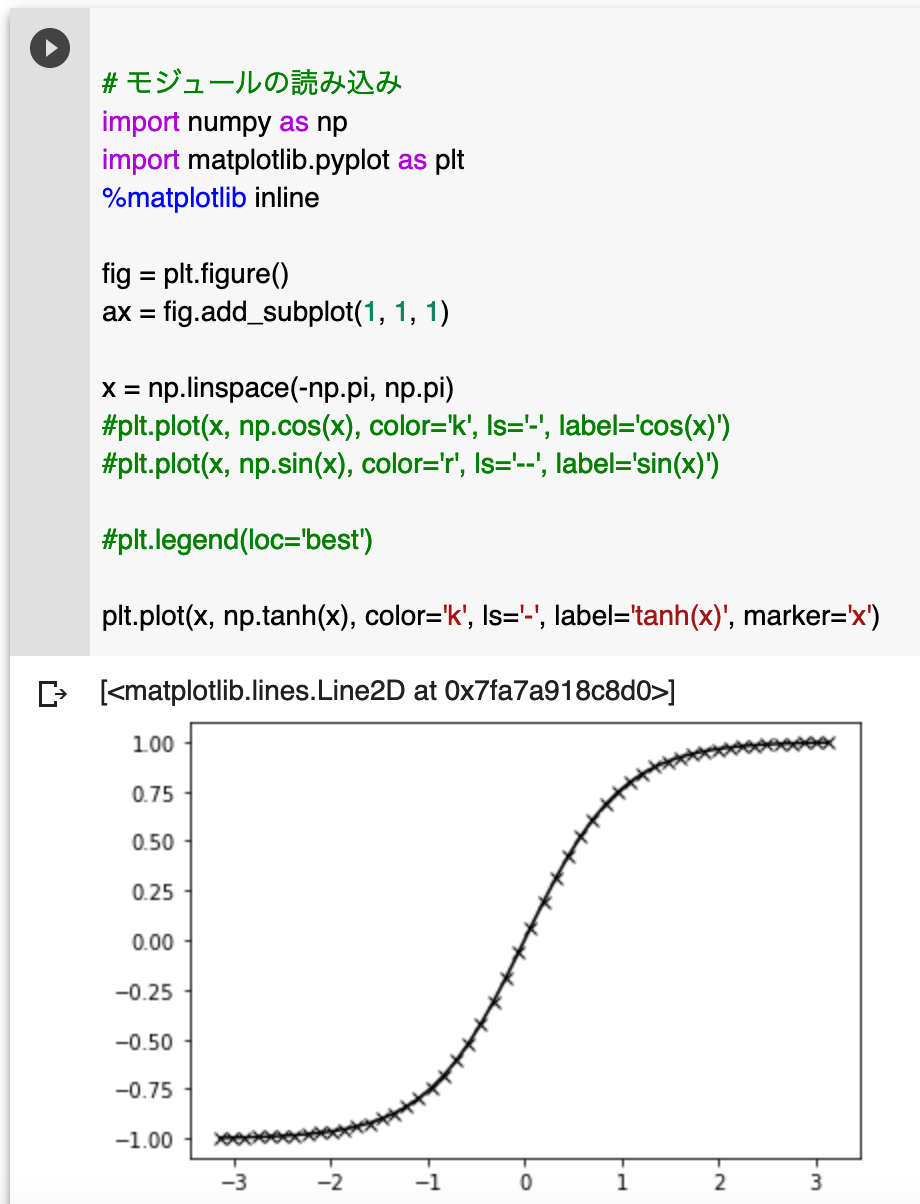 # モジュールの読み込み
import numpy as np
import matplotlib.pyplot as plt
%matplotlib inline
fig = plt.figure()
ax = fig.add_subplot(1, 1, 1)
x = np.linspace(-np.pi, np.pi)
#plt.plot(x, np.cos(x), color='k', ls='-', label='cos(x)')
#plt.plot(x, np.sin(x), color='r', ls='--', label='sin(x)')
#plt.legend(loc='best')
plt.plot(x, np.tanh(x), color='k', ls='-', label='tanh(x)', marker='x')
[<matplotlib.lines.Line2D at 0x7fa7a918c8d0>]
1.00
0.75
0.50
0.25
0.00
−0.25
−0.50
−0.75
−1.00
−3 −2 −1 0 1 2 3